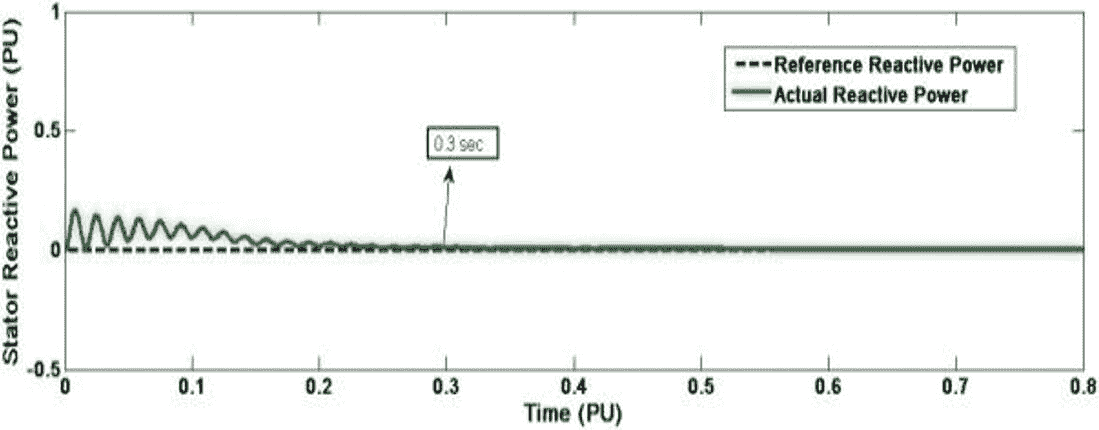 Stator Reactive Power (PU)
1
0.5
0
-0.5
Reference Reactive Power
Actual Reactive Power
0.3 sec
0 0.1 0.2 0.3 0.4 0.5 0.6 0.7 0.8
Time (PU)